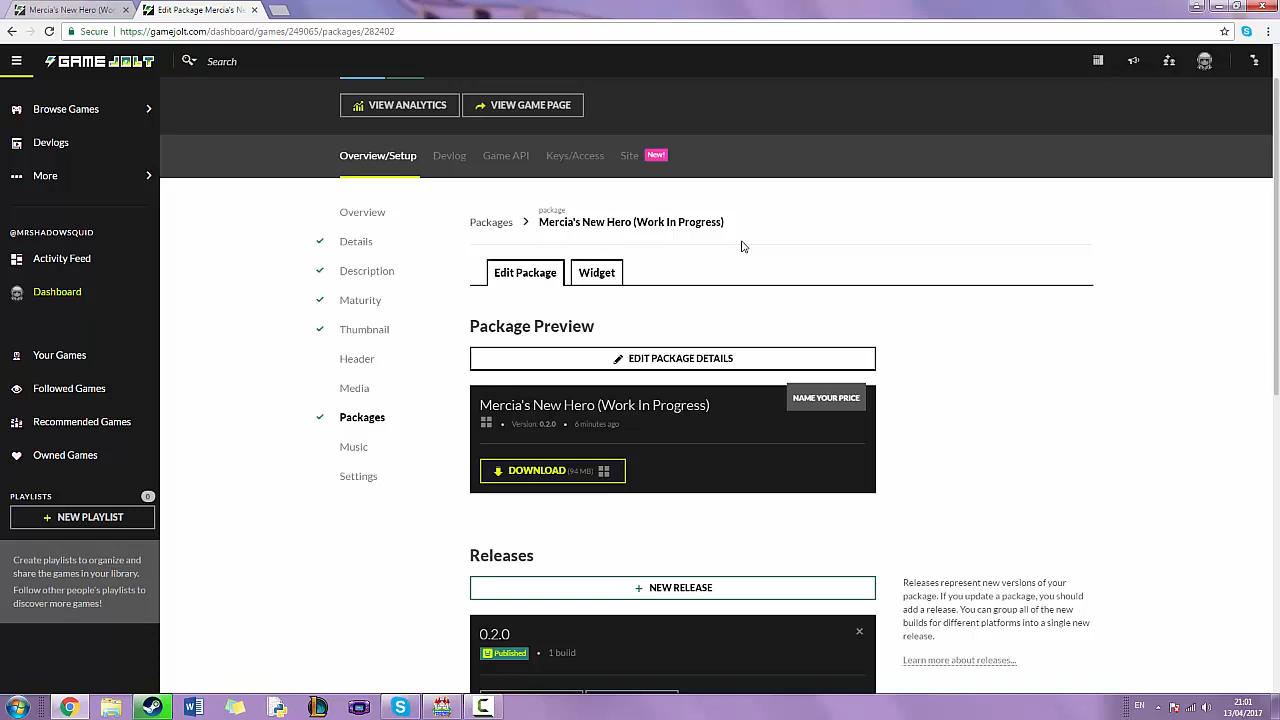 Mercia's New Hero (Wo
Edit Package Mercia's Ne
Secure
https://gamejolt.com/dashboard/games/249065/packages/282402
GAME JOLT
Search
Browse Games
Devlogs
More
@MRSHADOWSQUID
Activity Feed
Dashboard
Your Games
Followed Games
Recommended Games
Owned Games
PLAYLISTS
0
+ NEW PLAYLIST
Create playlists to organize and
share the games in your library.
Follow other people's playlists to
discover more games!
VIEW ANALYTICS
VIEW GAME PAGE
Overview/Setup
Devlog
Game API
Keys/Access
Site
New!
Overview
Details
Description
Maturity
Thumbnail
Header
Media
Packages
Music
Settings
Packages
package
Mercia's New Hero (Work In Progress)
Edit Package
Widget
Package Preview
EDIT PACKAGE DETAILS
NAME YOUR PRICE
Mercia's New Hero (Work In Progress)
• Version: 0.2.0 • 6 minutes ago
DOWNLOAD (94 MB)
Releases
+ NEW RELEASE
0.2.0
Published • 1 build
Releases represent new versions of your
package. If you update a package, you should
add a release. You can group all of the new
builds for different platforms into a single new
release.
Learn more about releases...
EN
21:01
13/04/2017